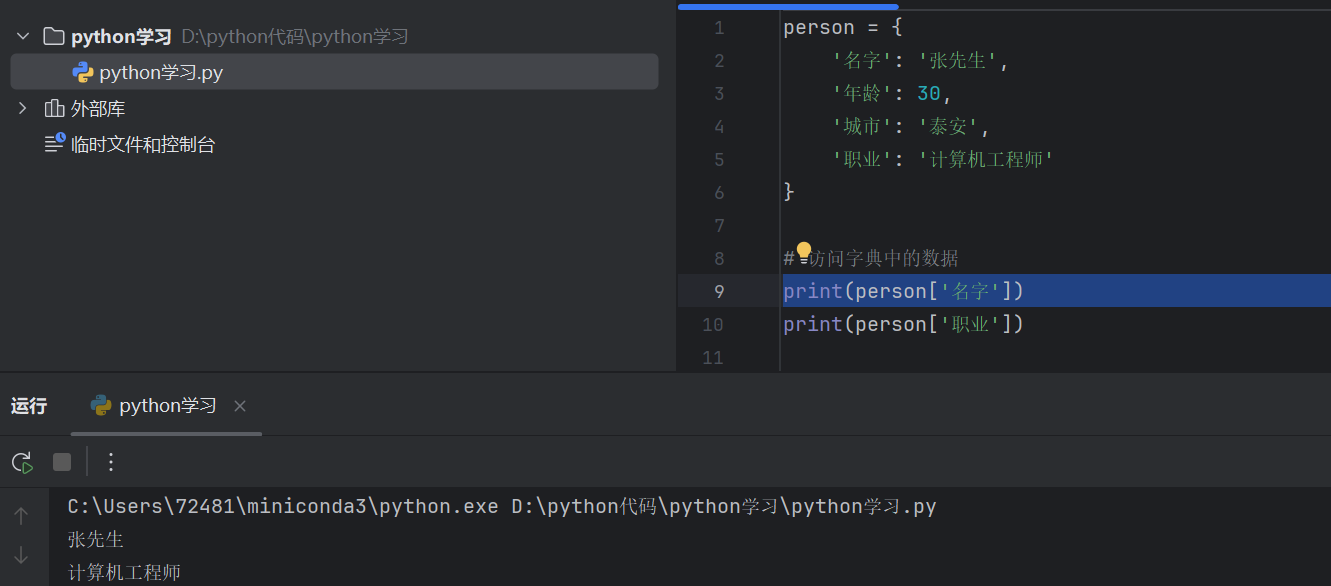 python学习 D:\python代码\python学习
python学习.py
外部库
临时文件和控制台
1 person = {
2     '名字': '张先生',
3     '年龄': 30,
4     '城市': '泰安',
5     '职业': '计算机工程师'
6 }
7
8 # 访问字典中的数据
9 print(person['名字'])
10 print(person['职业'])
11
运行 python学习
C:\Users\72481\miniconda3\python.exe D:\python代码\python学习\python学习.py
张先生
计算机工程师